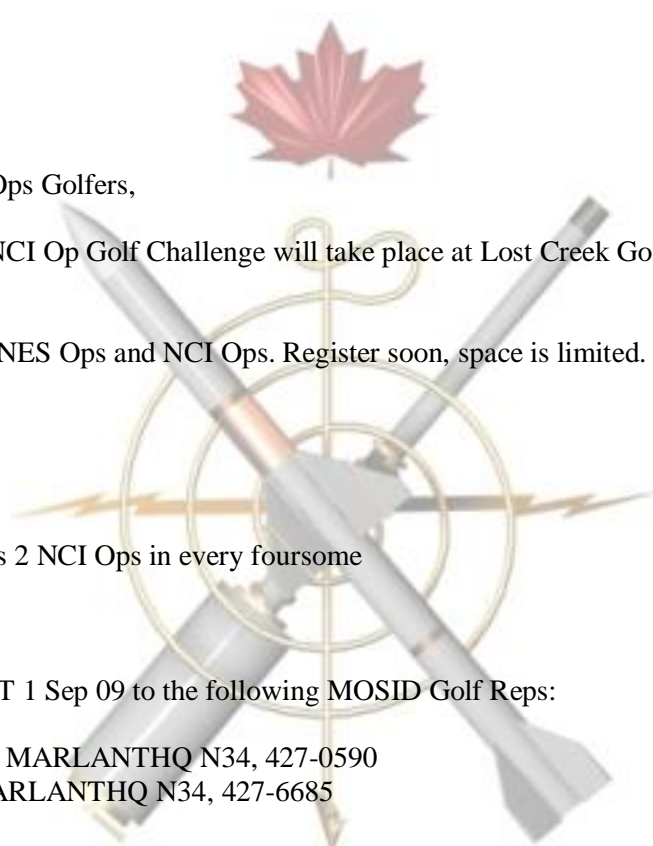 Ops Golfers,
NCI Op Golf Challenge will take place at Lost Creek Go
NES Ops and NCI Ops. Register soon, space is limited.
s 2 NCI Ops in every foursome
T 1 Sep 09 to the following MOSID Golf Reps:
MARLANTHQ N34, 427-0590
ARLANTHQ N34, 427-6685